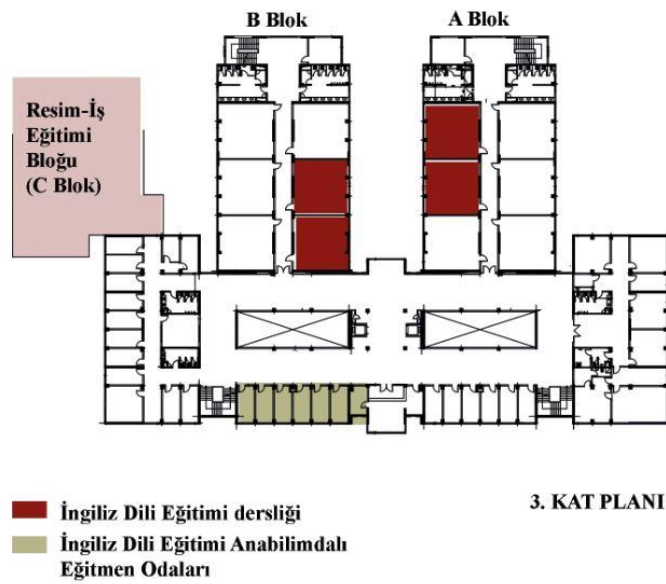 B Blok
A Blok
Resim-İş
Eğitimi
Bloğu
(C Blok)
3. KAT PLANI
İngiliz Dili Eğitimi dersliği
İngiliz Dili Eğitimi Anabilimdalı
Eğitmen Odaları